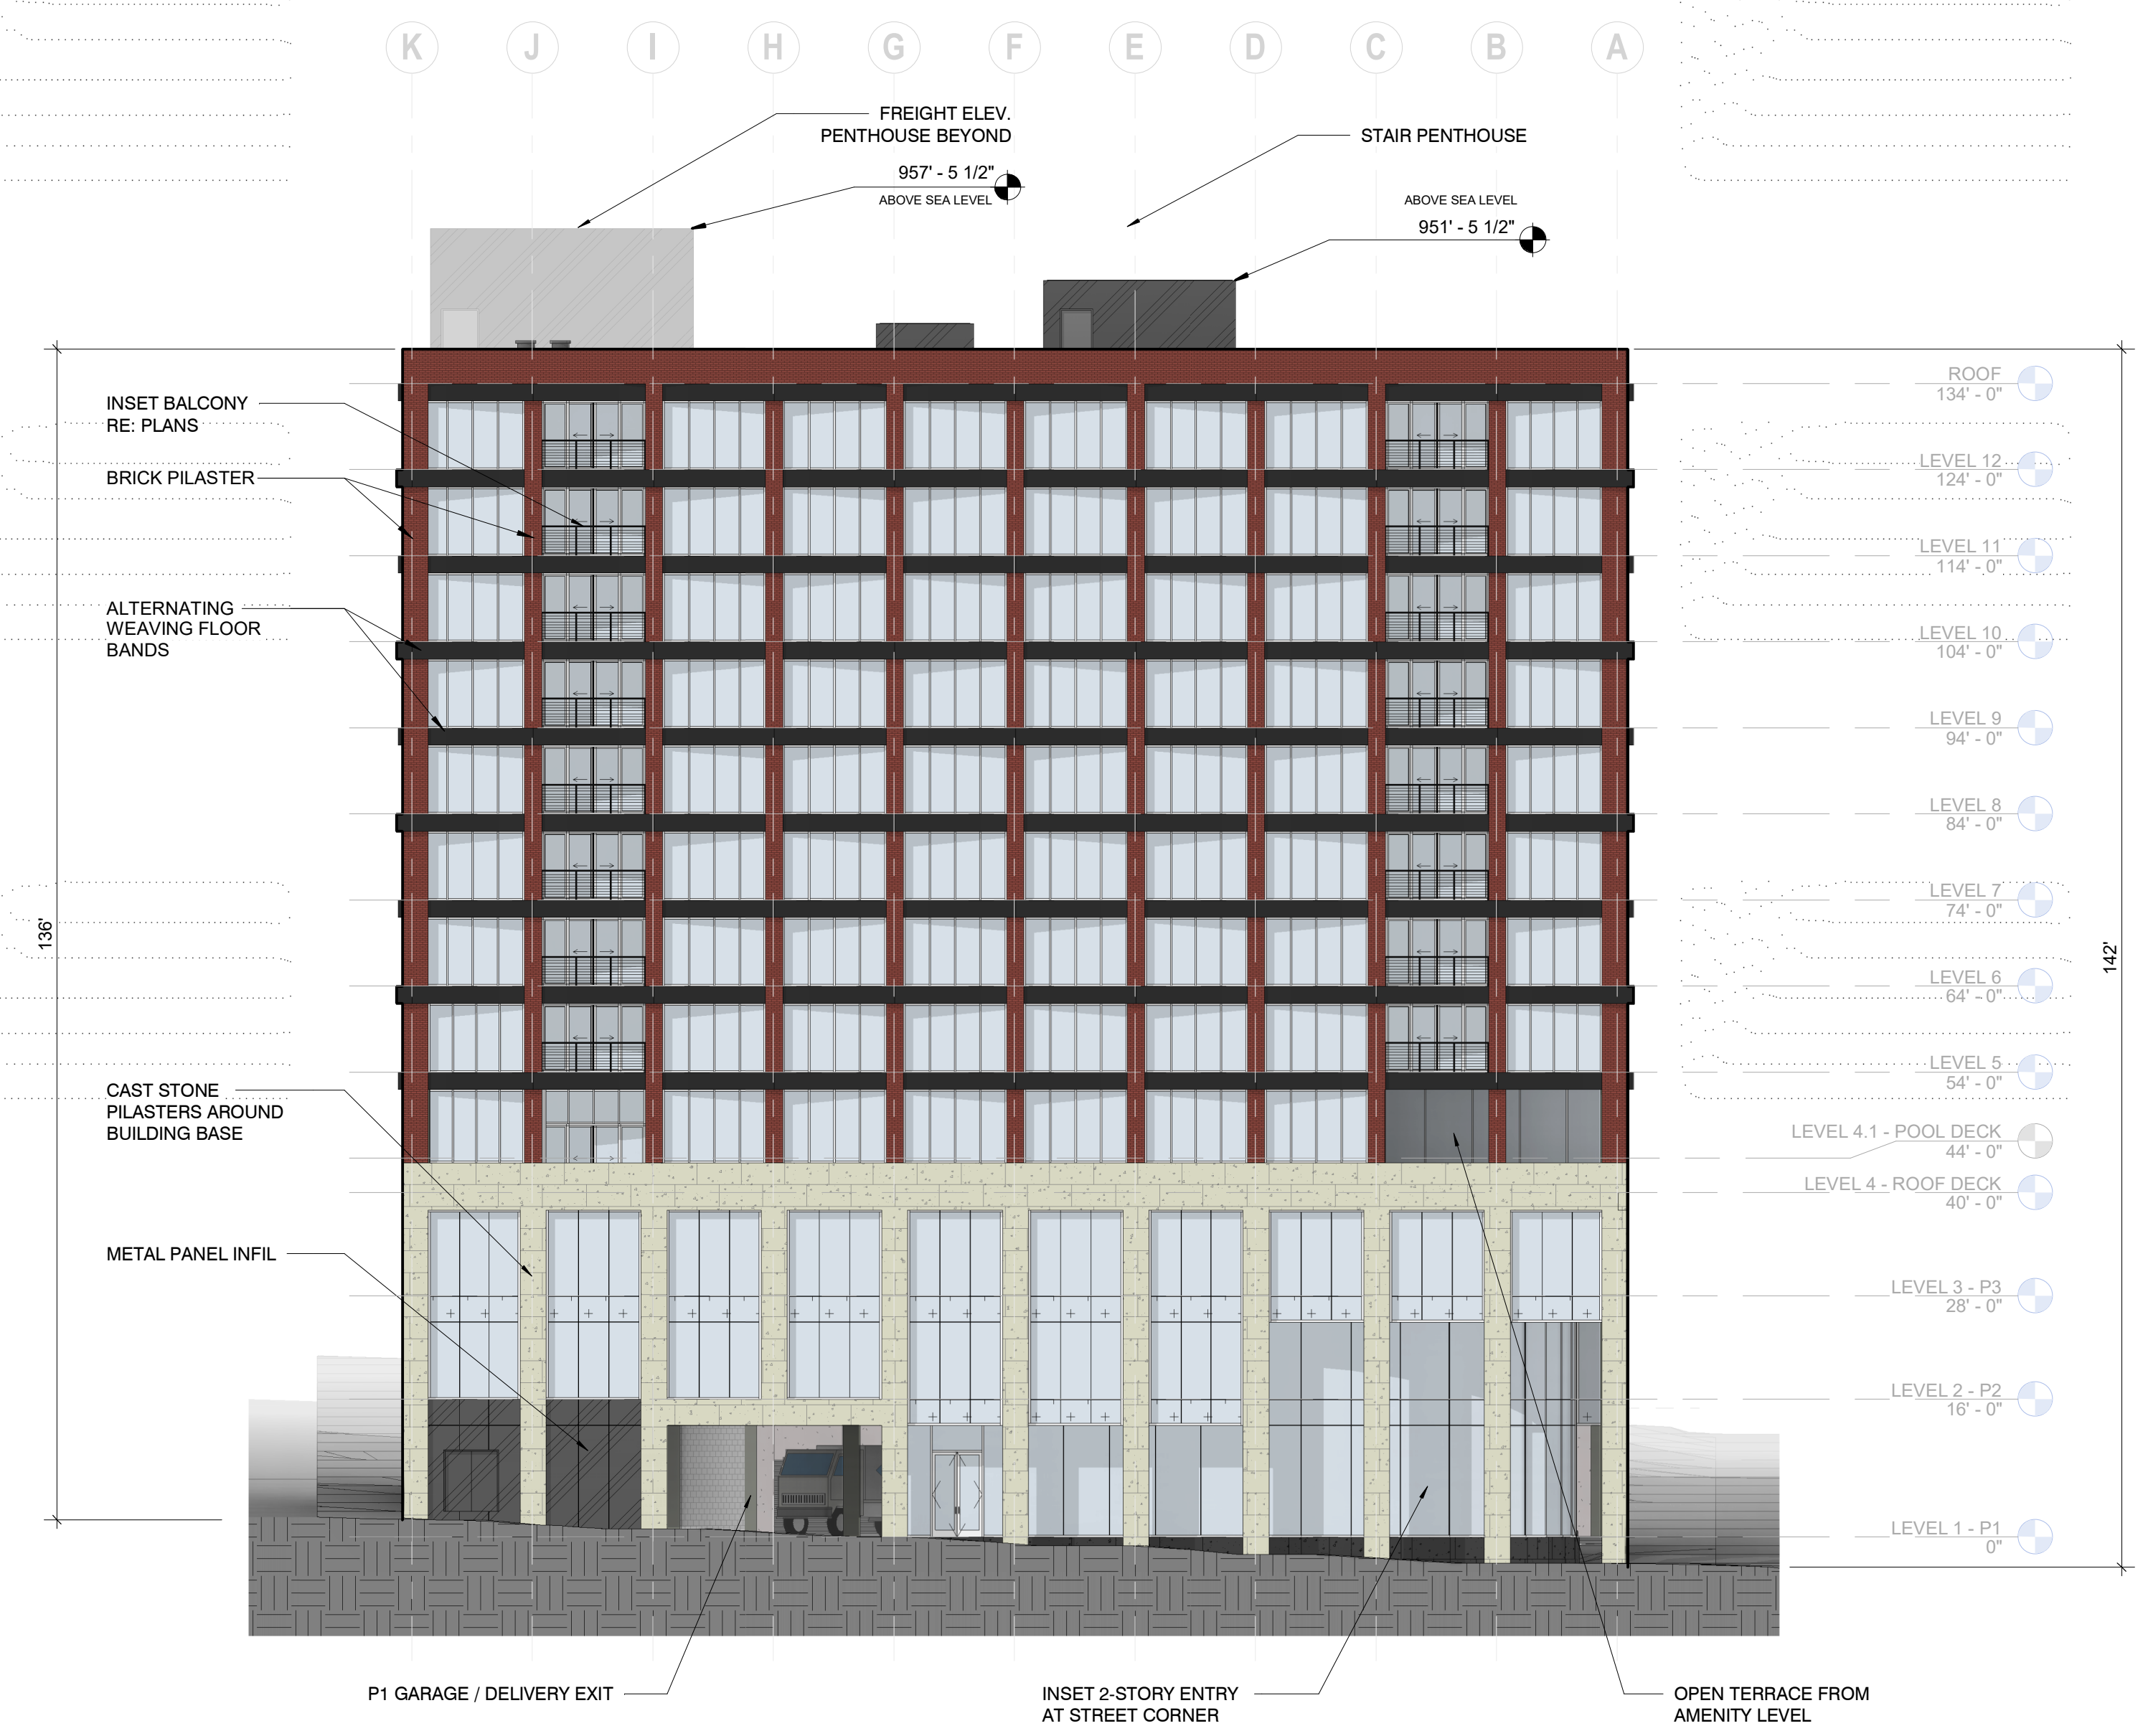 K J I H G F E D C B A
FREIGHT ELEV.
PENTHOUSE BEYOND
STAIR PENTHOUSE
957' - 5 1/2"
ABOVE SEA LEVEL
ABOVE SEA LEVEL
951' - 5 1/2"
INSET BALCONY
RE: PLANS
BRICK PILASTER
ALTERNATING
WEAVING FLOOR
BANDS
136'
CAST STONE
PILASTERS AROUND
BUILDING BASE
METAL PANEL INFIL
ROOF
134' - 0"
LEVEL 12
124' - 0"
LEVEL 11
114' - 0"
LEVEL 10
104' - 0"
LEVEL 9
94' - 0"
LEVEL 8
84' - 0"
LEVEL 7
74' - 0"
LEVEL 6
64' - 0"
LEVEL 5
54' - 0"
LEVEL 4.1 - POOL DECK
44' - 0"
LEVEL 4 - ROOF DECK
40' - 0"
LEVEL 3 - P3
28' - 0"
LEVEL 2 - P2
16' - 0"
LEVEL 1 - P1
0"
142'
P1 GARAGE / DELIVERY EXIT
INSET 2-STORY ENTRY
AT STREET CORNER
OPEN TERRACE FROM
AMENITY LEVEL